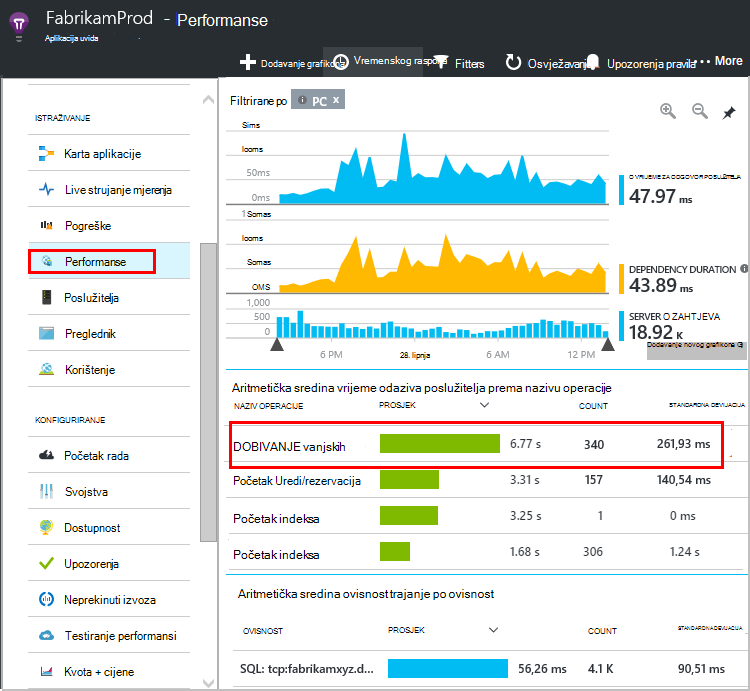 FabrikamProd - Performanse
Aplikacija uvida
Dodavanje grafikona Vremenskog raspona Fitters Osvježavanje Upozorenja pravila ••• More
ISTRAŽIVANJE
Karta aplikacije
Live strujanje mjerenja
Pogreške
Performanse
Poslužitelja
Preglednik
Korištenje
KONFIGURIRANJE
Početak rada
Svojstva
Dostupnost
Upozorenja
Neprekinuti izvoza
Testiranje performansi
Kvota + cijene
Filtrirane po PC x
Sims
Iooms
50ms
0ms
O VRIJEME ZA ODGOVOR POSLUŽITELJA
47.97 ms
1 Somas
Iooms
Somas
OMS
DEPENDENCY DURATION
43.89 ms
1,000
500
0
SERVER O ZAHTJEVA
18.92 K
Dodavanje novog grafikona
6 PM 28. lipnja 6 AM 12 PM
Aritmetička sredina vrijeme odaziva poslužitelja prema nazivu operacije
NAZIV OPERACIJE PROSJEK COUNT STANDARDNA DEVIJACIJA
DOBIVANJE vanjskih 6.77 s 340 261,93 ms
Početak Uredi/rezervacija 3.31 s 157 140,54 ms
Početak indeksa 3.25 s 1 0 ms
Početak indeksa 1.68 s 306 1.24 s
Aritmetička sredina ovisnost trajanje po ovisnost
OVISNOST PROSJEK COUNT STANDARDNA DEVIJACIJA
SQL: tcp:fabrikamxyz.d... 56,26 ms 4.1 K 90,51 ms